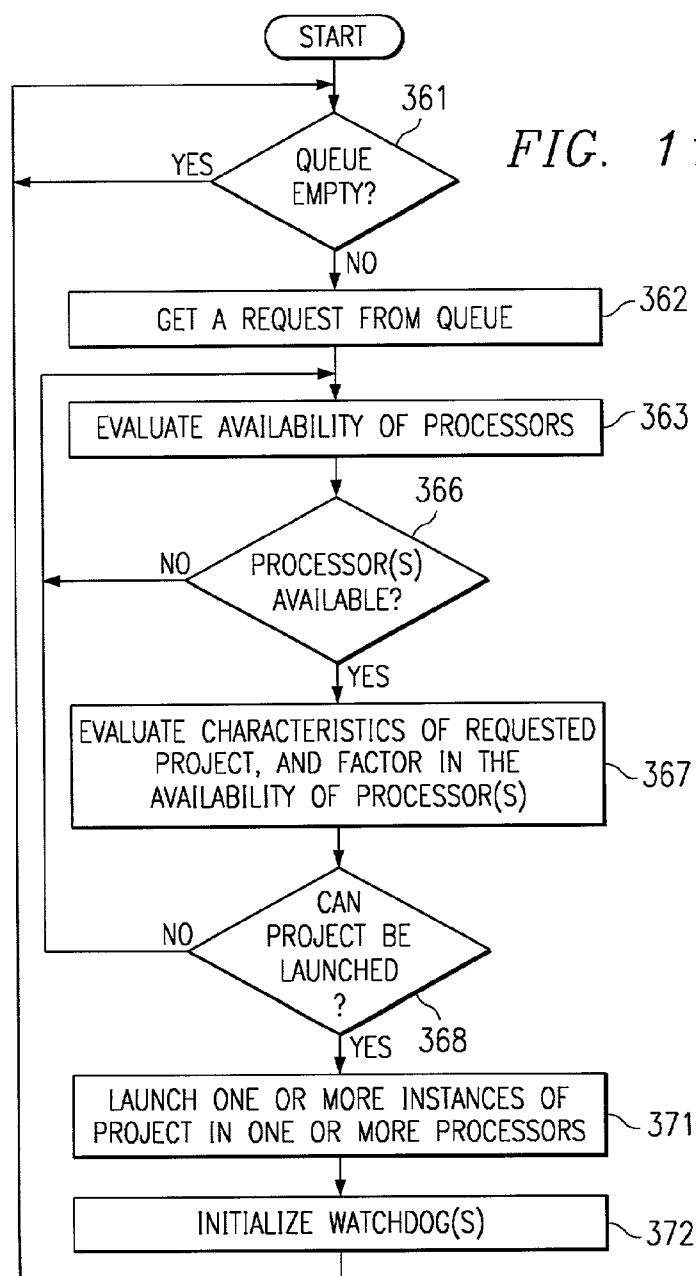 START
361
FIG. 1
YES
QUEUE
EMPTY?
NO
GET A REQUEST FROM QUEUE
362
EVALUATE AVAILABILITY OF PROCESSORS
363
366
NO
PROCESSOR(S)
AVAILABLE?
YES
EVALUATE CHARACTERISTICS OF REQUESTED
PROJECT, AND FACTOR IN THE
AVAILABILITY OF PROCESSOR(S)
367
NO
CAN
PROJECT BE
LAUNCHED
?
368
YES
LAUNCH ONE OR MORE INSTANCES OF
PROJECT IN ONE OR MORE PROCESSORS
371
INITIALIZE WATCHDOG(S)
372